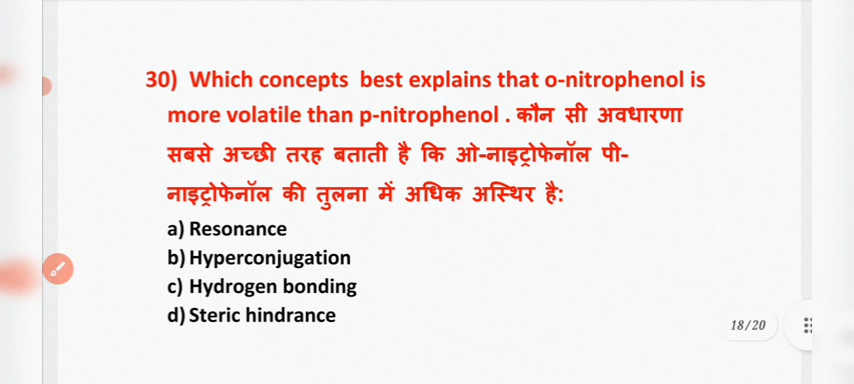 30) Which concepts best explains that o-nitrophenol is
more volatile than p-nitrophenol . कौन सी अवधारणा
सबसे अच्छी तरह बताती है कि ओ-नाइट्रोफेनॉल पी-
नाइट्रोफेनॉल की तुलना में अधिक अस्थिर है:
a) Resonance
b) Hyperconjugation
c) Hydrogen bonding
d) Steric hindrance
18/20